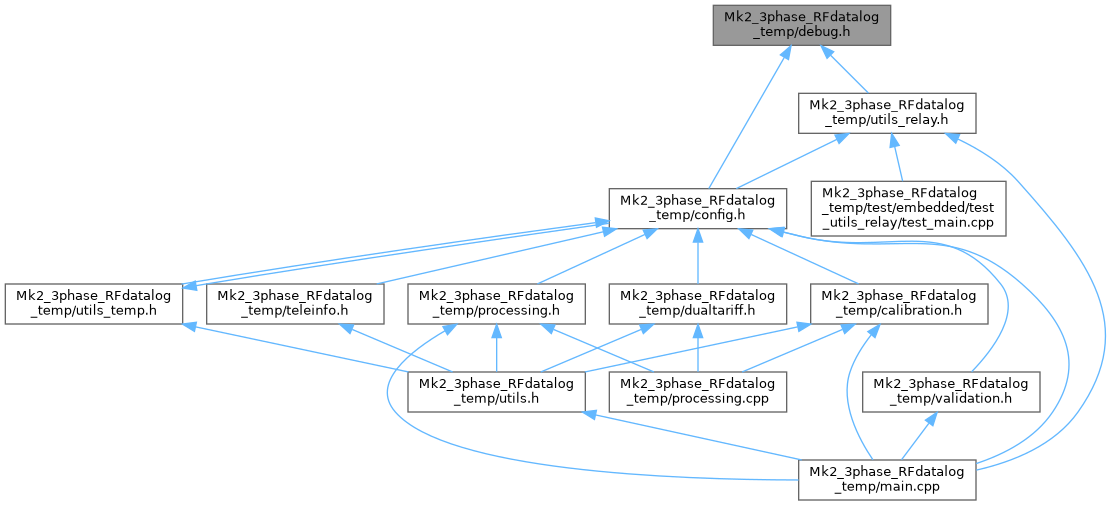 Mk2_3phase_RFdatalog
_temp/debug.h
Mk2_3phase_RFdatalog
_temp/utils_relay.h
Mk2_3phase_RFdatalog
_temp/config.h
Mk2_3phase_RFdatalog
_temp/test/embedded/test
_utils_relay/test_main.cpp
Mk2_3phase_RFdatalog
_temp/utils_temp.h
Mk2_3phase_RFdatalog
_temp/teleinfo.h
Mk2_3phase_RFdatalog
_temp/processing.h
Mk2_3phase_RFdatalog
_temp/dualtariff.h
Mk2_3phase_RFdatalog
_temp/calibration.h
Mk2_3phase_RFdatalog
_temp/utils.h
Mk2_3phase_RFdatalog
_temp/processing.cpp
Mk2_3phase_RFdatalog
_temp/validation.h
Mk2_3phase_RFdatalog
_temp/main.cpp